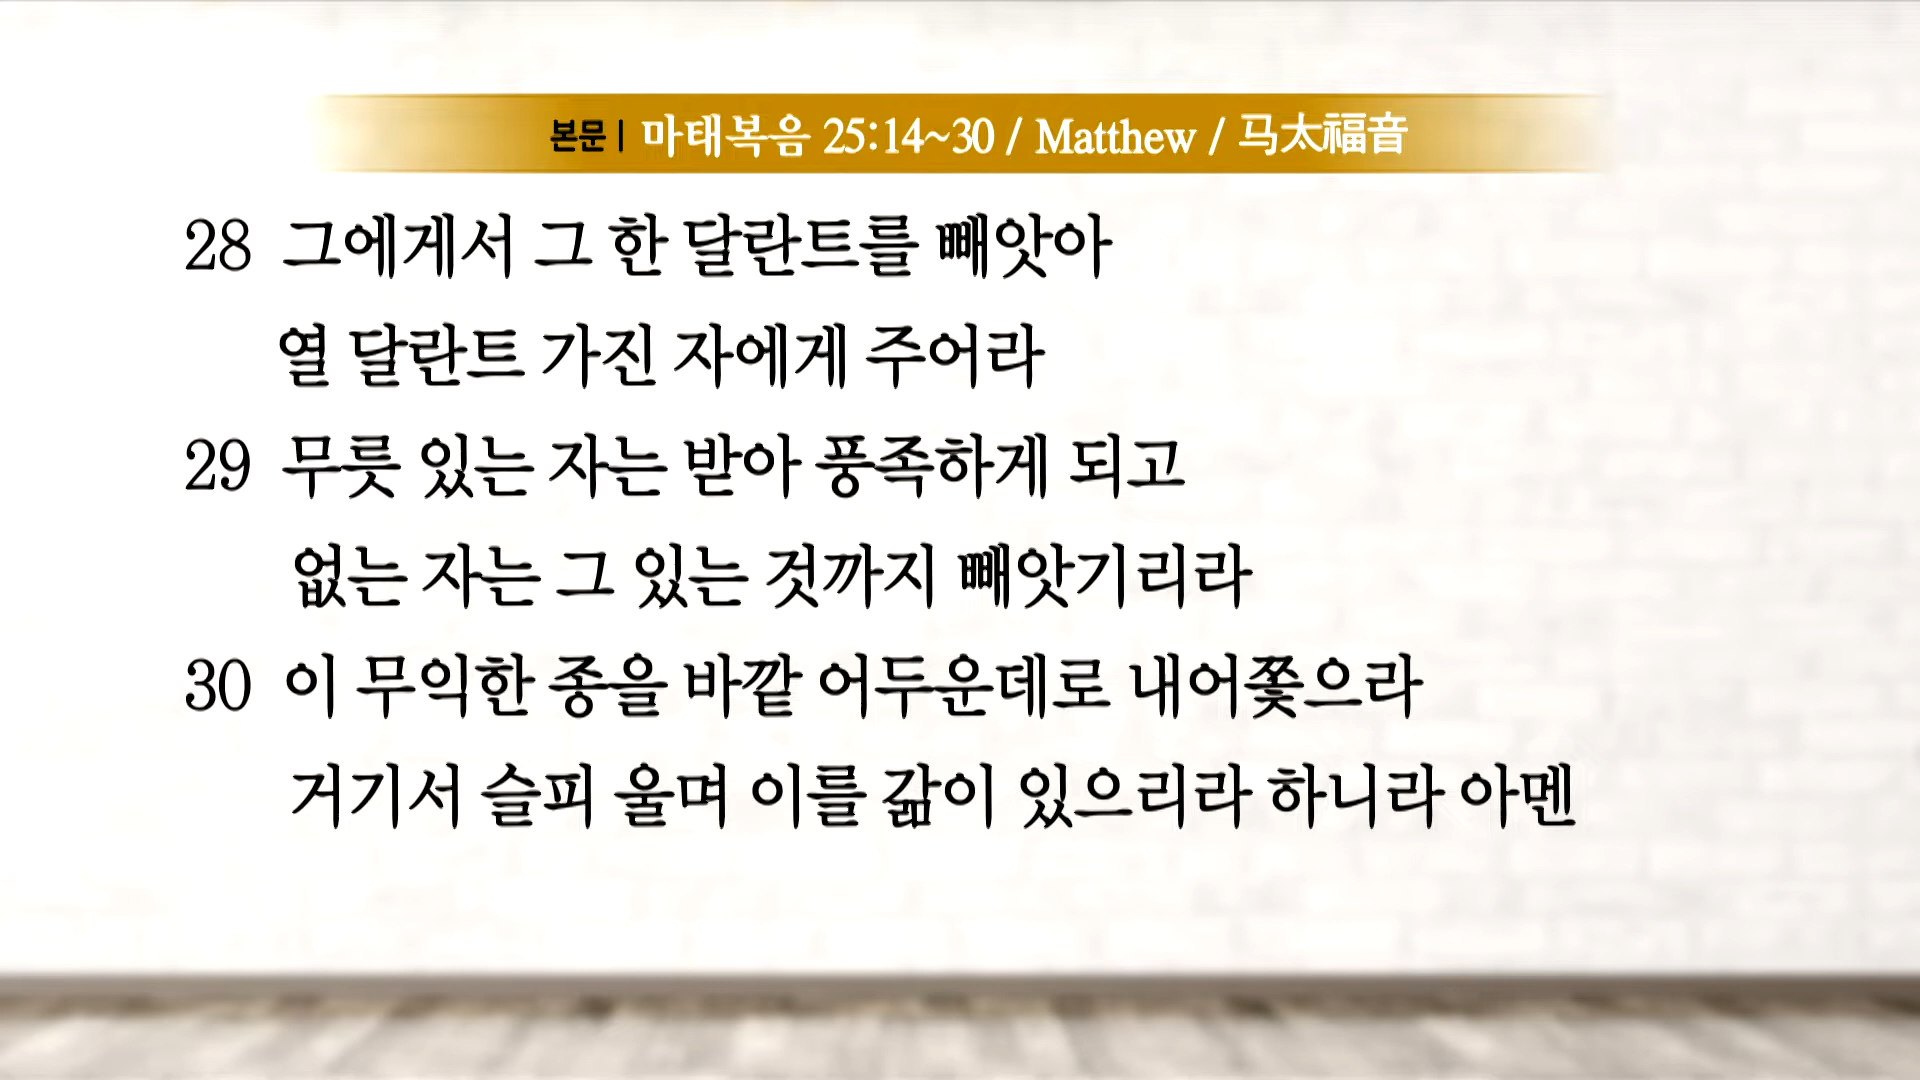 본문 | 마태복음 25:14~30 / Matthew / 马太福音
28 그에게서 그 한 달란트를 빼앗아
열 달란트 가진 자에게 주어라
29 무릇 있는 자는 받아 풍족하게 되고
없는 자는 그 있는 것까지 빼앗기리라
30 이 무익한 종을 바깥 어두운데로 내어쫓으라
거기서 슬피 울며 이를 갊이 있으리라 하니라 아멘